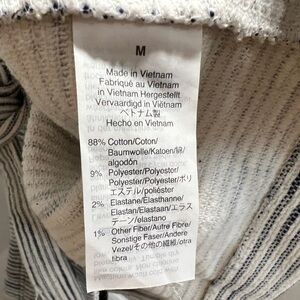 M
Made in Vietnam
Fabriqué au Vietnam
in Vietnam Hergestellt
Vervaardigd in Viëtnam
ベトナム製
Hecho en Vietnam
88% Cotton/Coton/
Baumwolle/Katoen/綿/
algodón
9% Polyester/Polyester/
Polyester/Polyester/ポリ
エステル/poliéster
2% Elastane/Élasthanne/
Elastan/Elastaan/エラス
テーン/elastano
1% Other Fiber/Autre Fibre/
Sonstige Faser/Andere
Vezel/その他の繊維/otra
fibra